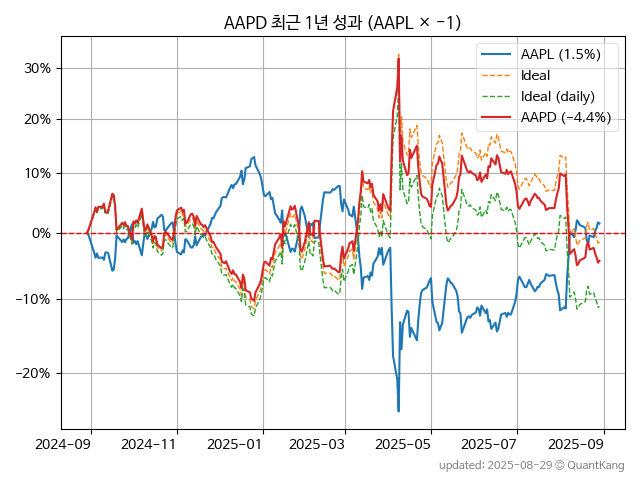 AAPD 최근 1년 성과 (AAPL × −1)
AAPL (1.5%)
Ideal
Ideal (daily)
AAPD (−4.4%)
30%
20%
10%
0%
−10%
−20%
2024-09 2024-11 2025-01 2025-03 2025-05 2025-07 2025-09
updated: 2025-08-29 © QuantKang